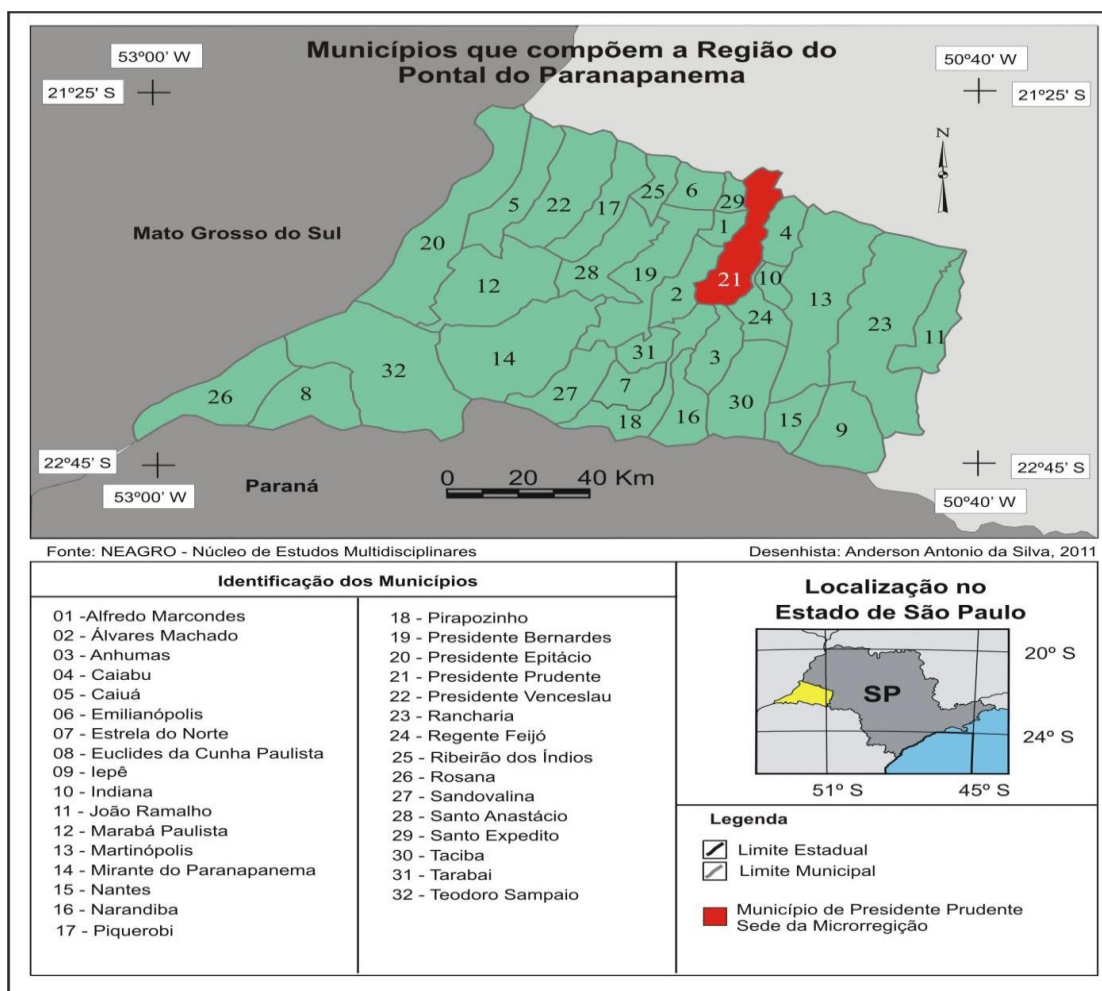 Municípios que compõem a Região do
Pontal do Paranapanema
53º00' W
50º40' W
21º25' S
21º25' S
N
Mato Grosso do Sul
5
22
17
25
6
29
1
4
20
12
28
19
2
21
10
13
23
11
24
14
31
3
32
26
8
27
7
18
16
30
15
9
22º45' S
22º45' S
53º00' W
50º40' W
Paraná
0 20 40 Km
Fonte: NEAGRO - Núcleo de Estudos Multidisciplinares
Desenhista: Anderson Antonio da Silva, 2011
Identificação dos Municípios
01 -Alfredo Marcondes
02 - Álvares Machado
03 - Anhumas
04 - Caiabu
05 - Caiuá
06 - Emilianópolis
07 - Estrela do Norte
08 - Euclides da Cunha Paulista
09 - Iepê
10 - Indiana
11 - João Ramalho
12 - Marabá Paulista
13 - Martinópolis
14 - Mirante do Paranapanema
15 - Nantes
16 - Narandiba
17 - Piquerobi
18 - Pirapozinho
19 - Presidente Bernardes
20 - Presidente Epitácio
21 - Presidente Prudente
22 - Presidente Venceslau
23 - Rancharia
24 - Regente Feijó
25 - Ribeirão dos Índios
26 - Rosana
27 - Sandovalina
28 - Santo Anastácio
29 - Santo Expedito
30 - Taciba
31 - Tarabai
32 - Teodoro Sampaio
Localização no
Estado de São Paulo
20º S
SP
24º S
51º S
45º S
Legenda
Limite Estadual
Limite Municipal
Município de Presidente Prudente
Sede da Microrregição